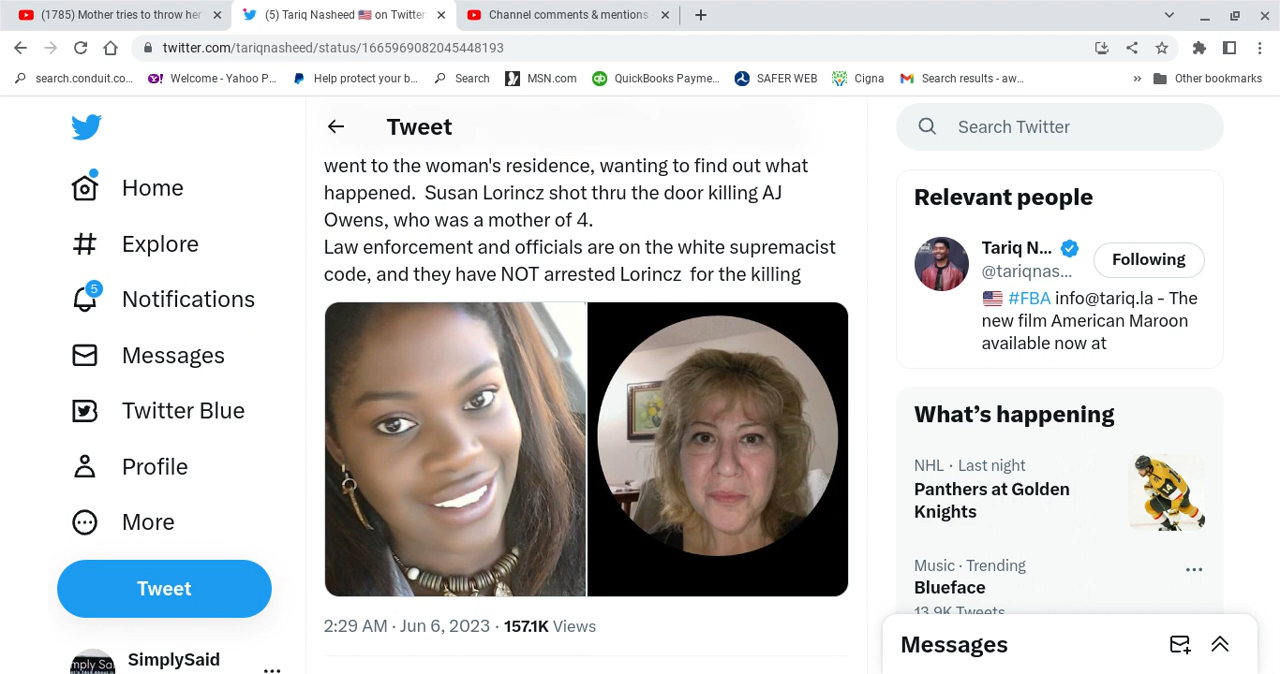 (1785) Mother tries to throw her
(5) Tariq Nasheed 🇺🇸 on Twitter
Channel comments & mentions
twitter.com/tariqnasheed/status/1665969082045448193
search.conduit.co...
Welcome - Yahoo P...
Help protect your b...
Search
MSN.com
QuickBooks Payme...
SAFER WEB
Cigna
Search results - aw...
»
Other bookmarks
Home
Explore
5
Notifications
Messages
Twitter Blue
Profile
More
Tweet
SimplySaid
Tweet
went to the woman's residence, wanting to find out what
happened. Susan Lorincz shot thru the door killing AJ
Owens, who was a mother of 4.
Law enforcement and officials are on the white supremacist
code, and they have NOT arrested Lorincz for the killing
2:29 AM · Jun 6, 2023 · 157.1K Views
Search Twitter
Relevant people
Tariq N...
@tariqnas...
Following
🇺🇸 #FBA info@tariq.la - The
new film American Maroon
available now at
What's happening
NHL · Last night
Panthers at Golden
Knights
Music · Trending
Blueface
13.9K Tweets
Messages